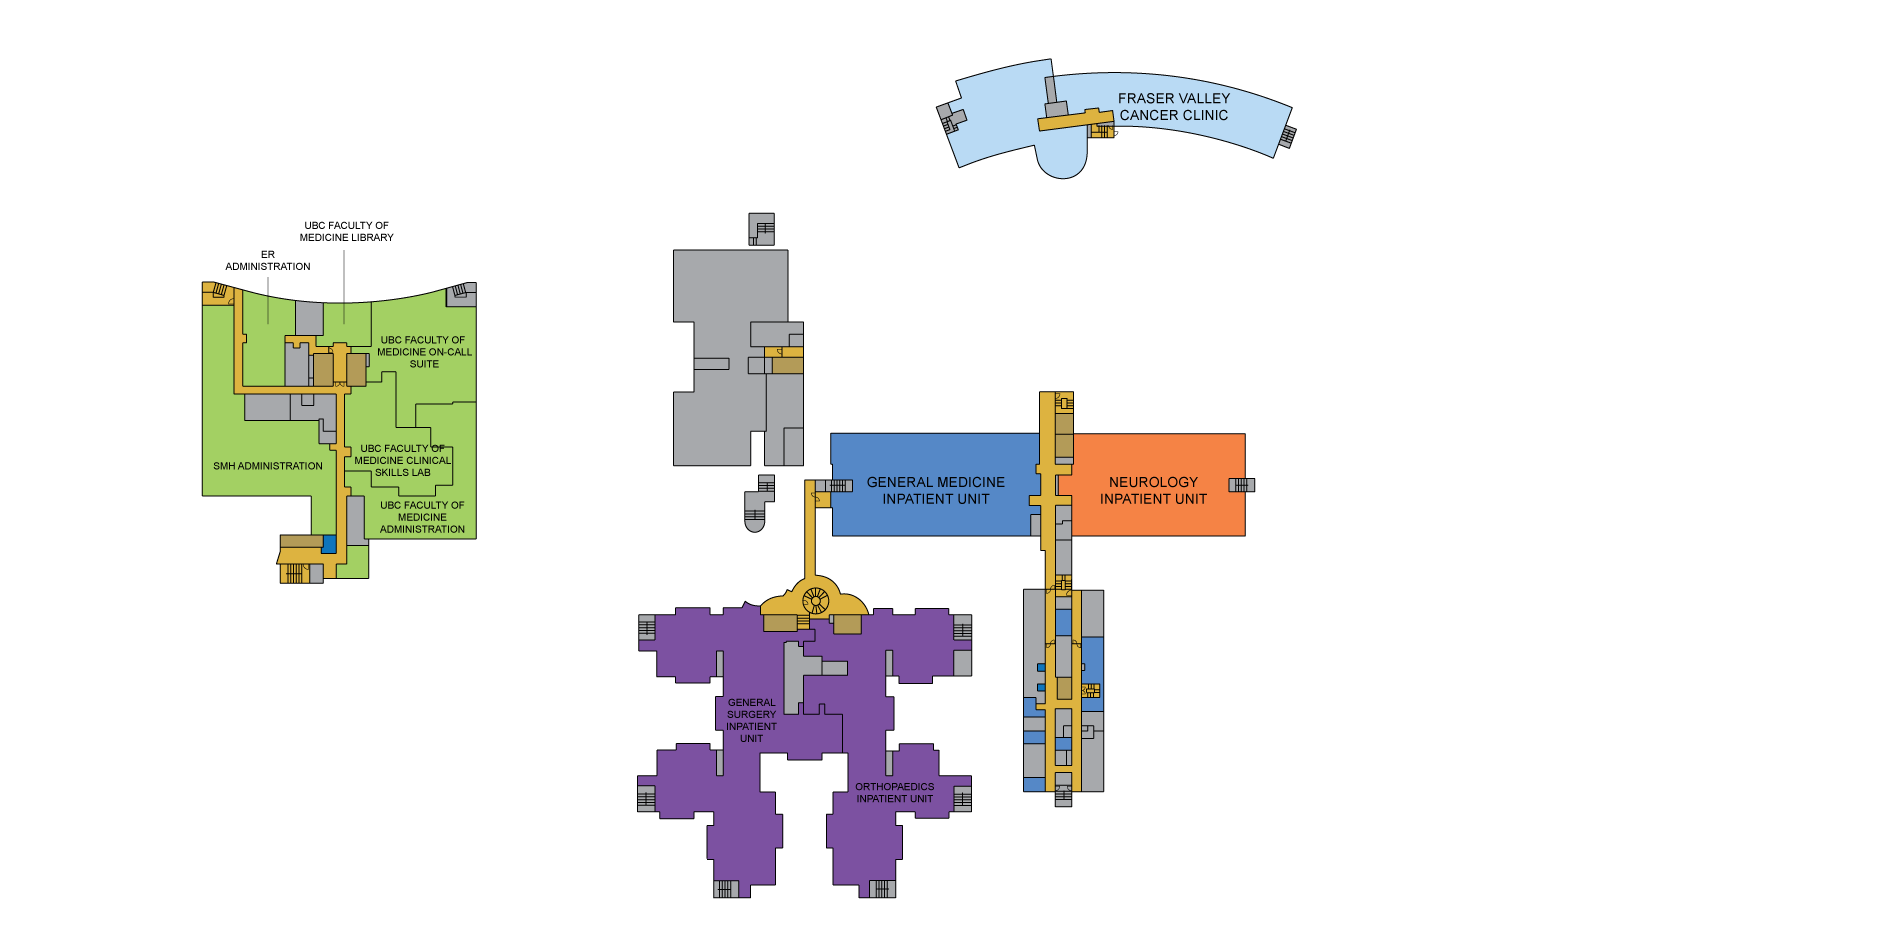 FRASER VALLEY
CANCER CLINIC
UBC FACULTY OF
MEDICINE LIBRARY
ER
ADMINISTRATION
UBC FACULTY OF
MEDICINE ON-CALL
SUITE
UBC FACULTY OF
MEDICINE CLINICAL
SKILLS LAB
SMH ADMINISTRATION
UBC FACULTY OF
MEDICINE
ADMINISTRATION
GENERAL MEDICINE
INPATIENT UNIT
NEUROLOGY
INPATIENT UNIT
GENERAL
SURGERY
INPATIENT
UNIT
ORTHOPAEDICS
INPATIENT UNIT